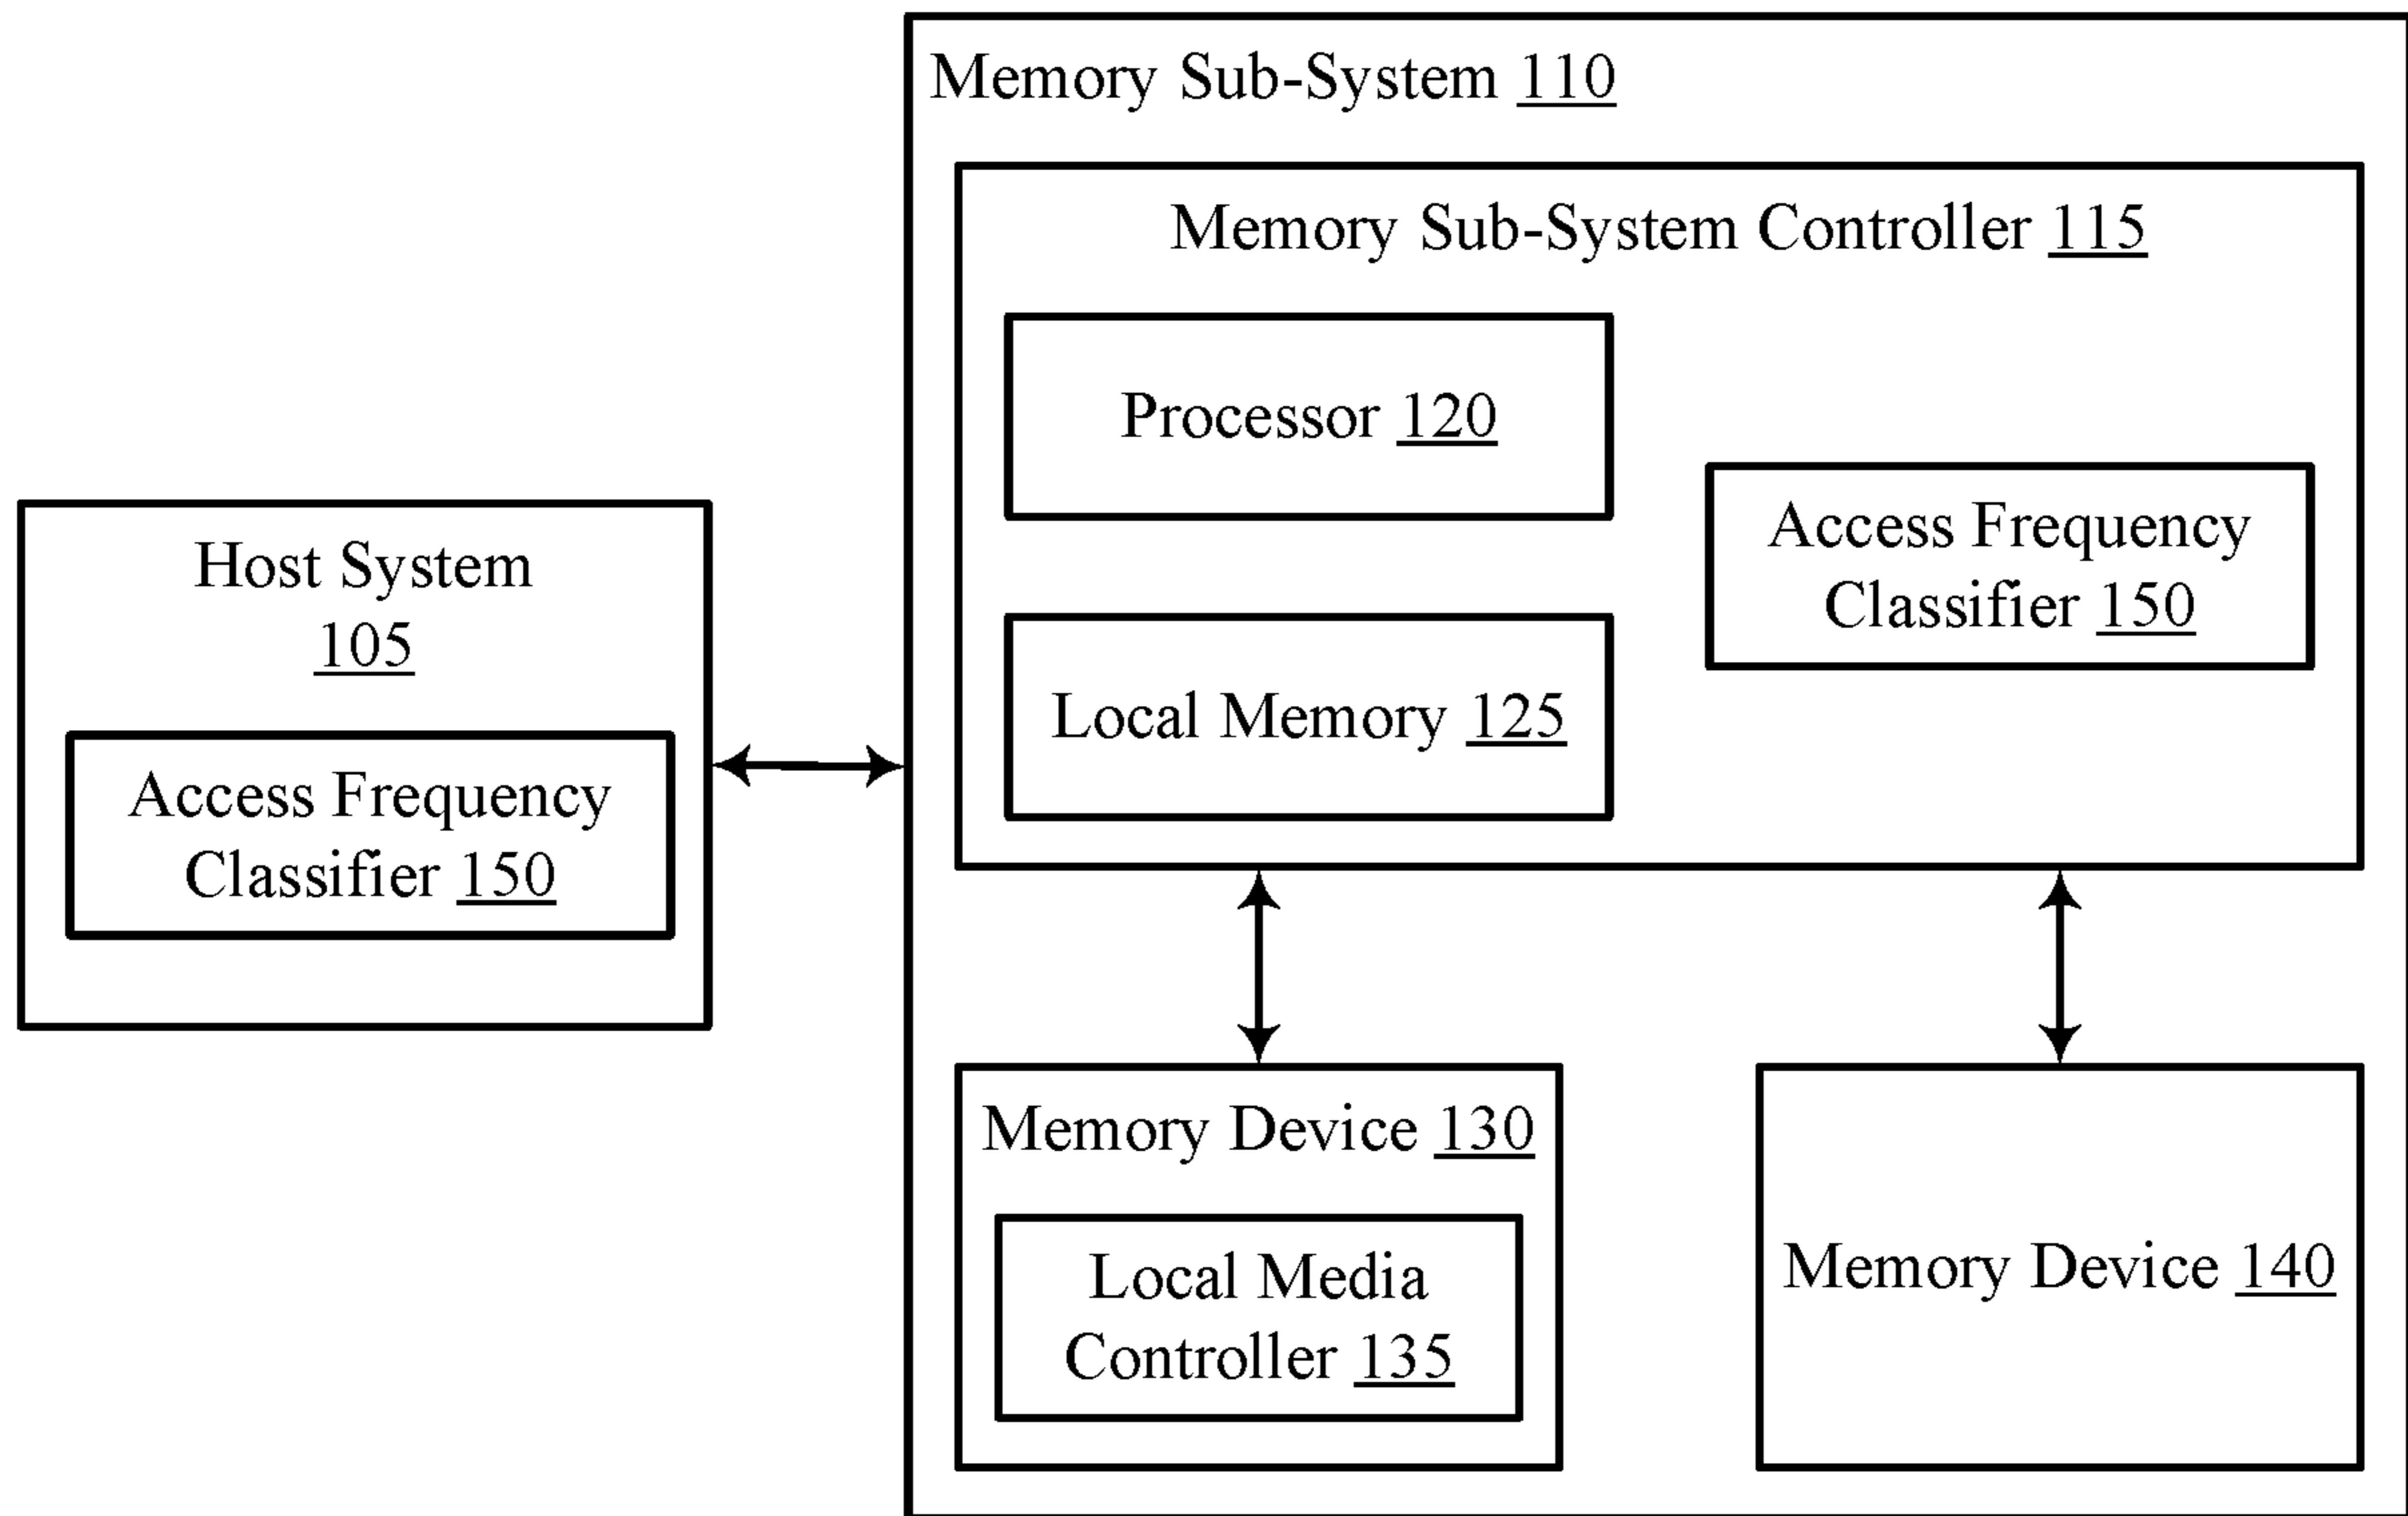 Memory Sub-System 110
Memory Sub-System Controller 115
Processor 120
Access Frequency
Classifier 150
Local Memory 125
Host System
105
Access Frequency
Classifier 150
Memory Device 130
Local Media
Controller 135
Memory Device 140